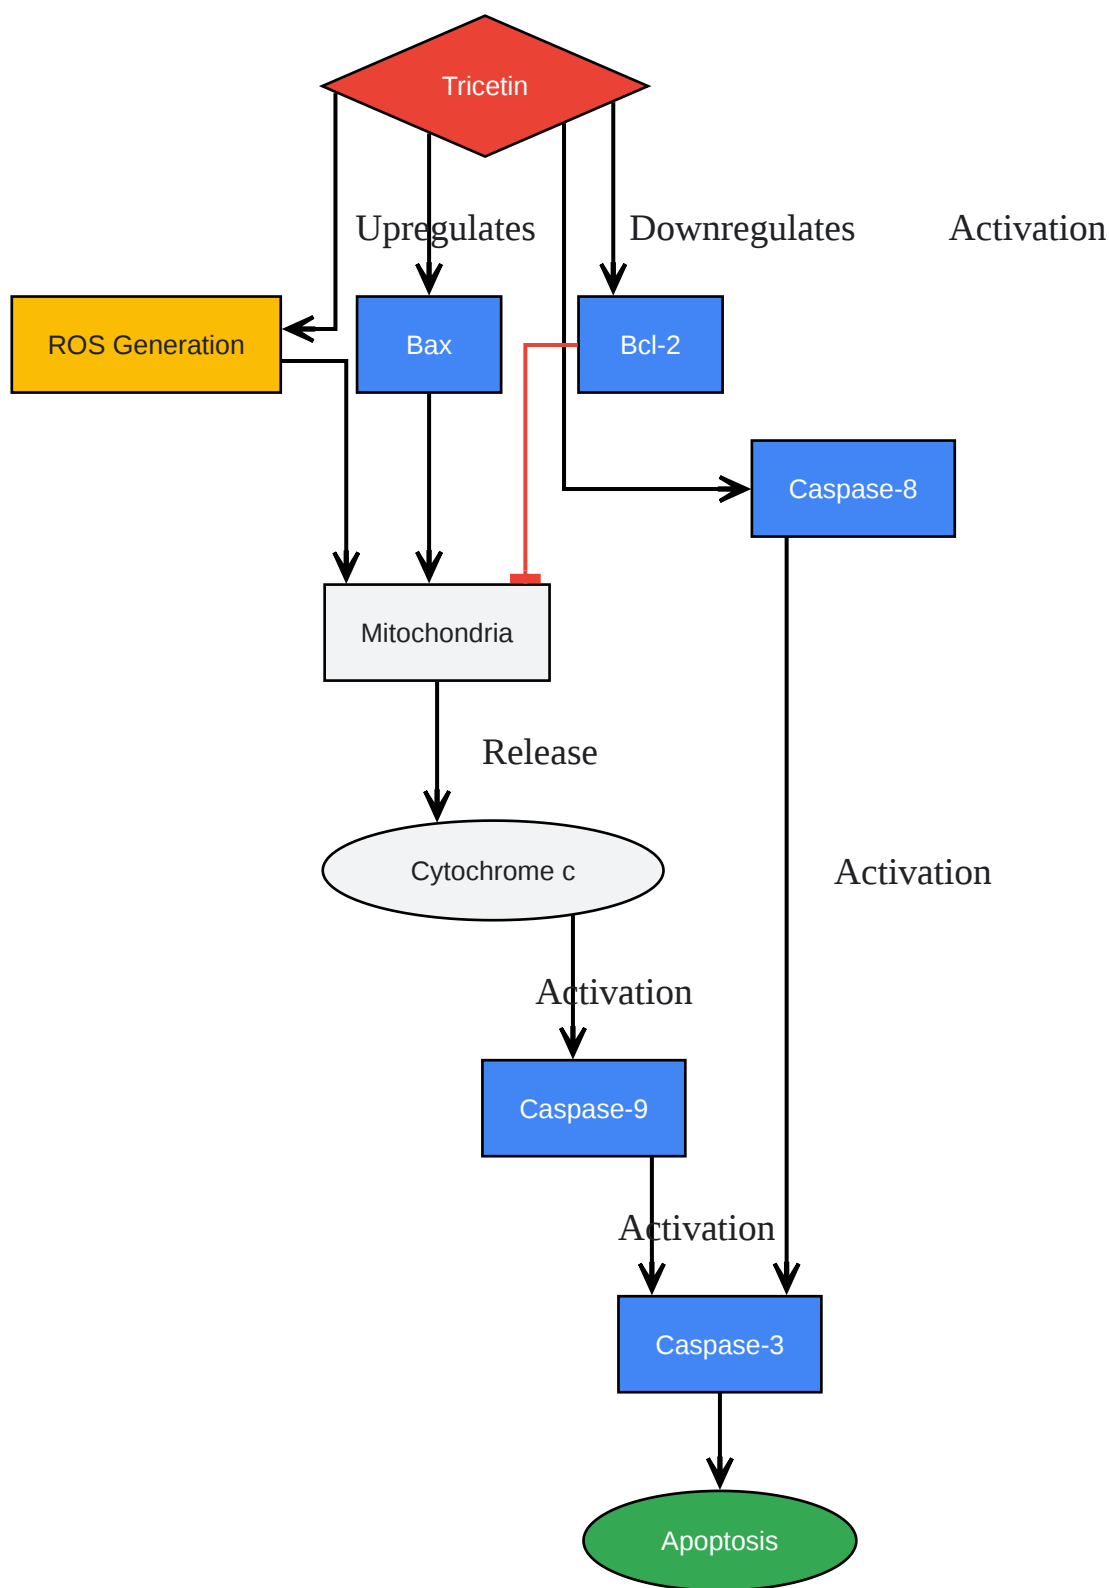 Tricetin
Upregulates
Downregulates
Activation
ROS Generation
Bax
Bcl-2
Caspase-8
Mitochondria
Release
Cytochrome c
Activation
Activation
Caspase-9
Activation
Caspase-3
Apoptosis